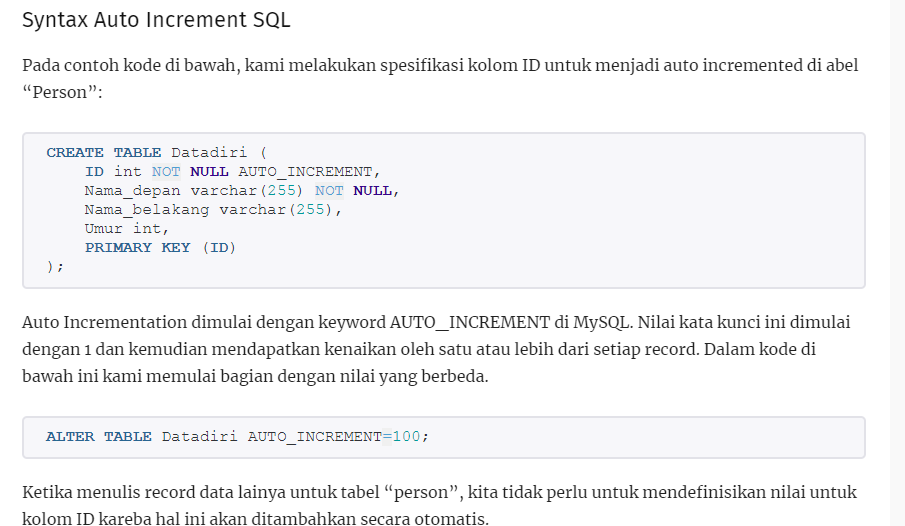 Syntax Auto Increment SQL
Pada contoh kode di bawah, kami melakukan spesifikasi kolom ID untuk menjadi auto incremented di abel
“Person”:
CREATE TABLE Datadiri (
    ID int NOT NULL AUTO_INCREMENT,
    Nama_depan varchar(255) NOT NULL,
    Nama_belakang varchar(255),
    Umur int,
    PRIMARY KEY (ID)
);
Auto Incrementation dimulai dengan keyword AUTO_INCREMENT di MySQL. Nilai kata kunci ini dimulai
dengan 1 dan kemudian mendapatkan kenaikan oleh satu atau lebih dari setiap record. Dalam kode di
bawah ini kami memulai bagian dengan nilai yang berbeda.
ALTER TABLE Datadiri AUTO_INCREMENT=100;
Ketika menulis record data lainya untuk tabel “person”, kita tidak perlu untuk mendefinisikan nilai untuk
kolom ID kareba hal ini akan ditambahkan secara otomatis.